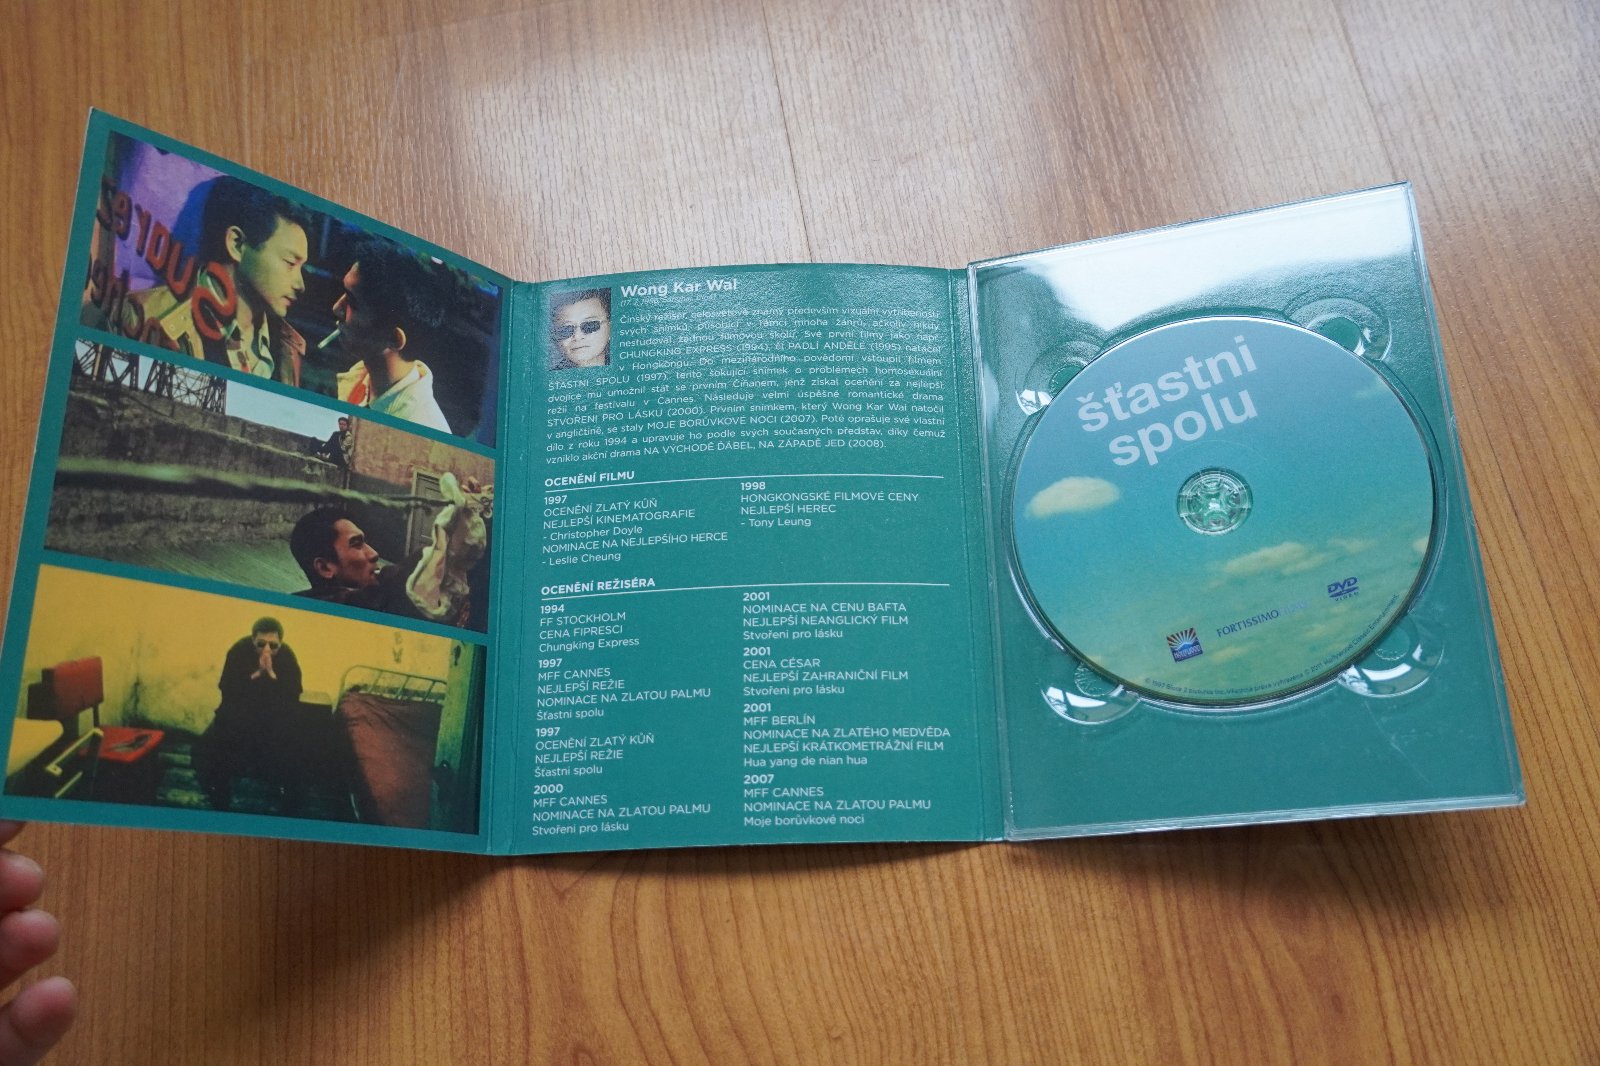 Suarez
Wong Kar Wai
Čínský režisér, celosvětově známý především vizuální vytříbeností
svých snímků, působící v rámci mnoha žánrů, ačkoliv nikdy
nestudoval žádnou filmovou školu. Své první filmy jako např.
CHUNGKING EXPRESS (1994), či PADLÍ ANDĚLÉ (1995) natáčel
v Hongkongu. Do mezinárodního povědomí vstoupil filmem
ŠŤASTNI SPOLU (1997), tento šokující snímek o problémech homosexuální
dvojice mu umožnil stát se prvním Číňanem, jenž získal ocenění za nejlepší
režii na festivalu v Cannes. Následuje velmi úspěšné romantické drama
STVOŘENI PRO LÁSKU (2000). Prvním snímkem, který Wong Kar Wai natočil
v angličtině, se staly MOJE BORŮVKOVÉ NOCI (2007). Poté oprašuje své vlastní
dílo z roku 1994 a upravuje ho podle svých současných představ, díky čemuž
vzniklo akční drama NA VÝCHODĚ ĎÁBEL, NA ZÁPADĚ JED (2008).
OCENĚNÍ FILMU
1997
OCENĚNÍ ZLATÝ KŮŇ
NEJLEPŠÍ KINEMATOGRAFIE
- Christopher Doyle
NOMINACE NA NEJLEPŠÍHO HERCE
- Leslie Cheung
1998
HONGKONGSKÉ FILMOVÉ CENY
NEJLEPŠÍ HEREC
- Tony Leung
OCENĚNÍ REŽISÉRA
1994
FF STOCKHOLM
CENA FIPRESCI
Chungking Express
1997
MFF CANNES
NEJLEPŠÍ REŽIE
NOMINACE NA ZLATOU PALMU
Šťastni spolu
1997
OCENĚNÍ ZLATÝ KŮŇ
NEJLEPŠÍ REŽIE
Šťastni spolu
2000
MFF CANNES
NOMINACE NA ZLATOU PALMU
Stvořeni pro lásku
2001
NOMINACE NA CENU BAFTA
NEJLEPŠÍ NEANGLICKÝ FILM
Stvořeni pro lásku
2001
CENA CÉSAR
NEJLEPŠÍ ZAHRANIČNÍ FILM
Stvořeni pro lásku
2001
MFF BERLÍN
NOMINACE NA ZLATÉHO MEDVĚDA
NEJLEPŠÍ KRÁTKOMETRÁŽNÍ FILM
Hua yang de nian hua
2007
MFF CANNES
NOMINACE NA ZLATOU PALMU
Moje borůvkové noci
šťastni
spolu
DVD
VIDEO
FORTISSIMO
HOLLYWOOD